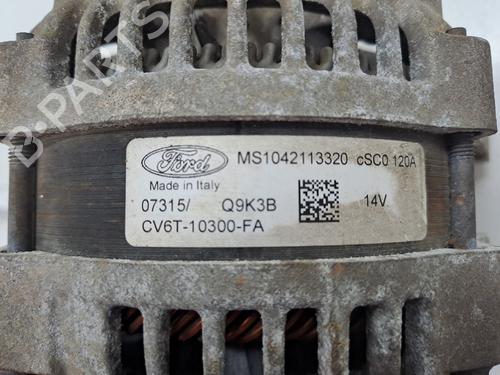 B-PARTS
Ford MS1042113320 cSC0 120A
Made in Italy
07315/ Q9K3B 14V
CV6T-10300-FA